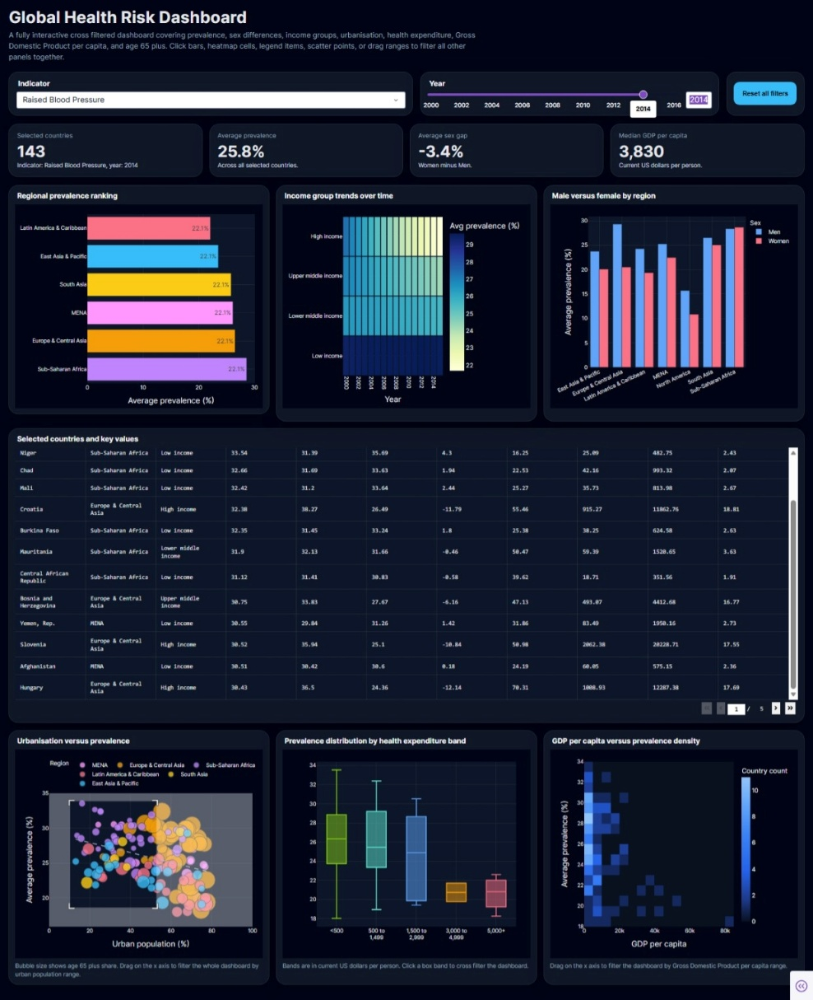 Global Health Risk Dashboard
A fully interactive cross filtered dashboard covering prevalence, sex differences, income groups, urbanisation, health expenditure, Gross
Domestic Product per capita, and age 65 plus. Click bars, heatmap cells, legend items, scatter points, or drag ranges to filter all other
panels together.
Indicator
Raised Blood Pressure
Year
2000 2002 2004 2006 2008 2010 2012 2014 2016 2014
Reset all filters
Selected countries
143
Indicator: Raised Blood Pressure, year: 2014
Average prevalence
25.8%
Across all selected countries.
Average sex gap
-3.4%
Women minus Men.
Median GDP per capita
3,830
Current US dollars per person.
Regional prevalence ranking
Latin America & Caribbean 22.1%
East Asia & Pacific 22.1%
South Asia 22.1%
MENA 22.1%
Europe & Central Asia 22.1%
Sub-Saharan Africa 22.1%
0 10 20 30
Average prevalence (%)
Income group trends over time
High income
Upper middle income
Lower middle income
Low income
2000 2002 2004 2006 2008 2010 2012 2014
Year
Avg prevalence (%)
29
28
27
26
25
24
23
22
Male versus female by region
Average prevalence (%)
30
25
20
15
10
5
0
East Asia & Pacific
Europe & Central Asia
Latin America & Caribbean
MENA
North America
South Asia
Sub-Saharan Africa
Sex
Men
Women
Selected countries and key values
Niger Sub-Saharan Africa Low income 33.54 31.39 35.69 4.3 16.25 25.09 482.75 2.43
Chad Sub-Saharan Africa Low income 32.66 31.69 33.63 1.94 22.53 42.16 993.32 2.07
Mali Sub-Saharan Africa Low income 32.42 31.2 33.64 2.44 25.27 35.73 813.98 2.67
Croatia Europe & Central Asia High income 32.38 38.27 26.49 -11.79 55.46 915.27 11862.76 18.81
Burkina Faso Sub-Saharan Africa Low income 32.35 31.45 33.24 1.8 25.38 38.25 624.58 2.63
Mauritania Sub-Saharan Africa Lower middle income 31.9 32.13 31.66 -0.46 50.47 59.39 1520.65 3.63
Central African Republic Sub-Saharan Africa Low income 31.12 31.41 30.83 -0.58 39.62 18.71 351.56 1.91
Bosnia and Herzegovina Europe & Central Asia Upper middle income 30.75 33.83 27.67 -6.16 47.13 493.07 4412.68 16.77
Yemen, Rep. MENA Low income 30.55 29.84 31.26 1.42 31.86 83.49 1950.16 2.73
Slovenia Europe & Central Asia High income 30.52 35.94 25.1 -10.84 50.98 2062.38 20228.71 17.55
Afghanistan MENA Low income 30.51 30.42 30.6 0.18 24.19 60.05 575.15 2.36
Hungary Europe & Central Asia High income 30.43 36.5 24.36 -12.14 70.31 1008.93 12287.38 17.69
1 / 5
Urbanisation versus prevalence
Region MENA Europe & Central Asia Sub-Saharan Africa
Latin America & Caribbean South Asia
East Asia & Pacific
Average prevalence (%)
35
30
25
20
0 20 40 60 80 100
Urban population (%)
Bubble size shows age 65 plus share. Drag on the x axis to filter the whole dashboard by
urban population range.
Prevalence distribution by health expenditure band
34
32
30
28
26
24
22
20
18
<500
500 to 1,499
1,500 to 2,999
3,000 to 4,999
5,000+
Bands are in current US dollars per person. Click a box band to cross filter the dashboard.
GDP per capita versus prevalence density
Average prevalence (%)
34
32
30
28
26
24
22
20
18
0 20k 40k 60k 80k
GDP per capita
Country count
10
8
6
4
2
0
Drag on the x axis to filter the dashboard by Gross Domestic Product per capita range.